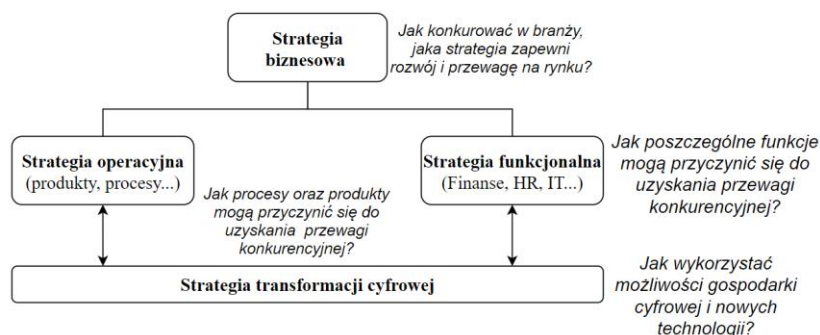 Strategia
biznesowa
Jak konkurować w branży,
jaka strategia zapewni
rozwój i przewagę na rynku?
Strategia operacyjna
(produkty, procesy...)
Jak procesy oraz produkty
mogą przyczynić się do
uzyskania przewagi
konkurencyjnej?
Strategia funkcjonalna
(Finanse, HR, IT...)
Jak poszczególne funkcje
mogą przyczynić się do
uzyskania przewagi
konkurencyjnej?
Strategia transformacji cyfrowej
Jak wykorzystać
możliwości gospodarki
cyfrowej i nowych
technologii?